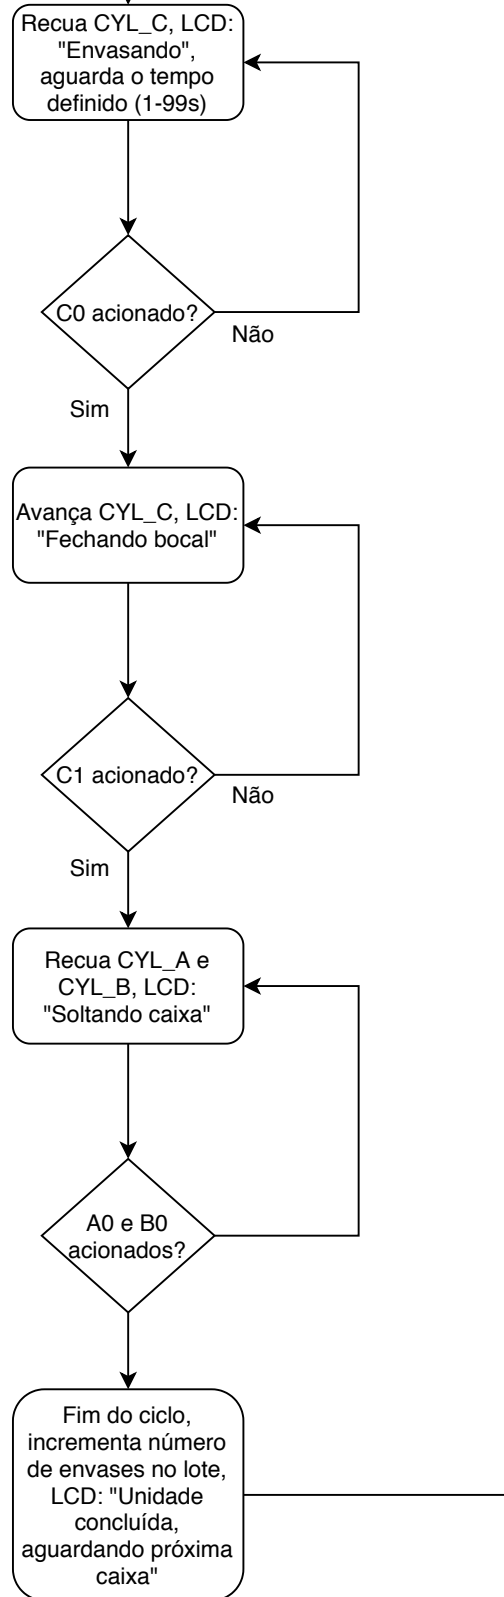 Recua CYL_C, LCD:
"Envasando",
aguarda o tempo
definido (1-99s)
C0 acionado?
Não
Sim
Avança CYL_C, LCD:
"Fechando bocal"
C1 acionado?
Não
Sim
Recua CYL_A e
CYL_B, LCD:
"Soltando caixa"
A0 e B0
acionados?
Fim do ciclo,
incrementa número
de envases no lote,
LCD: "Unidade
concluída,
aguardando próxima
caixa"